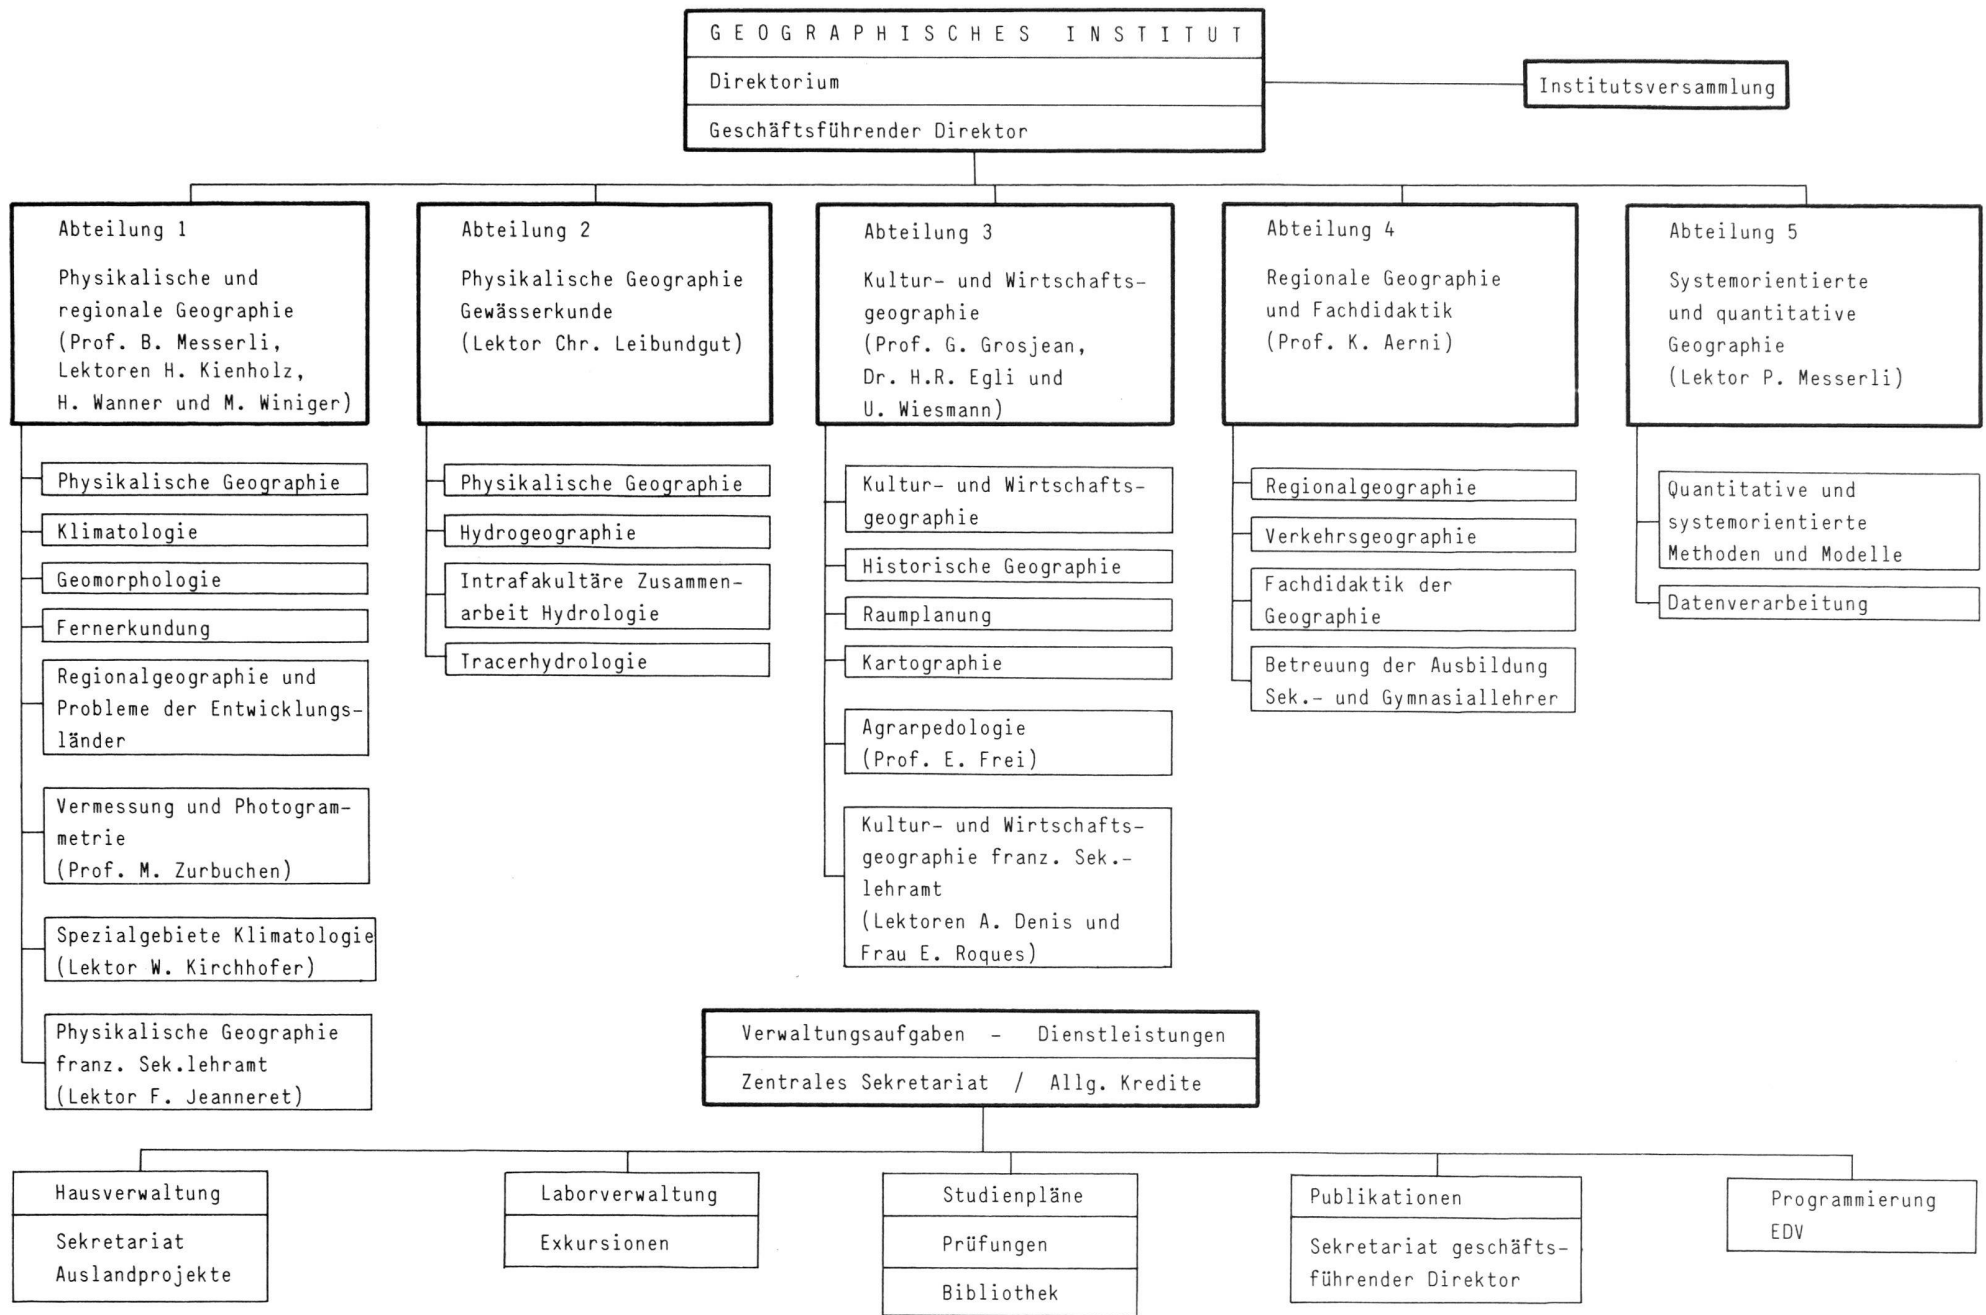 GEOGRAPHISCHES INSTITUT
Direktorium
Geschäftsführender Direktor
Institutsversammlung
Abteilung 1
Physikalische und
regionale Geographie
(Prof. B. Messerli,
Lektoren H. Kienholz,
H. Wanner und M. Winiger)
Physikalische Geographie
Klimatologie
Geomorphologie
Fernerkundung
Regionalgeographie und
Probleme der Entwicklungs-
länder
Vermessung und Photogram-
metrie
(Prof. M. Zurbuchen)
Spezialgebiete Klimatologie
(Lektor W. Kirchhofer)
Physikalische Geographie
franz. Sek.lehramt
(Lektor F. Jeanneret)
Abteilung 2
Physikalische Geographie
Gewässerkunde
(Lektor Chr. Leibundgut)
Physikalische Geographie
Hydrogeographie
Intrafakultäre Zusammen-
arbeit Hydrologie
Tracerhydrologie
Abteilung 3
Kultur- und Wirtschafts-
geographie
(Prof. G. Grosjean,
Dr. H.R. Egli und
U. Wiesmann)
Kultur- und Wirtschafts-
geographie
Historische Geographie
Raumplanung
Kartographie
Agrarpedologie
(Prof. E. Frei)
Kultur- und Wirtschafts-
geographie franz. Sek.-
lehramt
(Lektoren A. Denis und
Frau E. Roques)
Abteilung 4
Regionale Geographie
und Fachdidaktik
(Prof. K. Aerni)
Regionalgeographie
Verkehrsgeographie
Fachdidaktik der
Geographie
Betreuung der Ausbildung
Sek.- und Gymnasiallehrer
Abteilung 5
Systemorientierte
und quantitative
Geographie
(Lektor P. Messerli)
Quantitative und
systemorientierte
Methoden und Modelle
Datenverarbeitung
Verwaltungsaufgaben - Dienstleistungen
Zentrales Sekretariat / Allg. Kredite
Hausverwaltung
Sekretariat
Auslandprojekte
Laborverwaltung
Exkursionen
Studienpläne
Prüfungen
Bibliothek
Publikationen
Sekretariat geschäfts-
führender Direktor
Programmierung
EDV